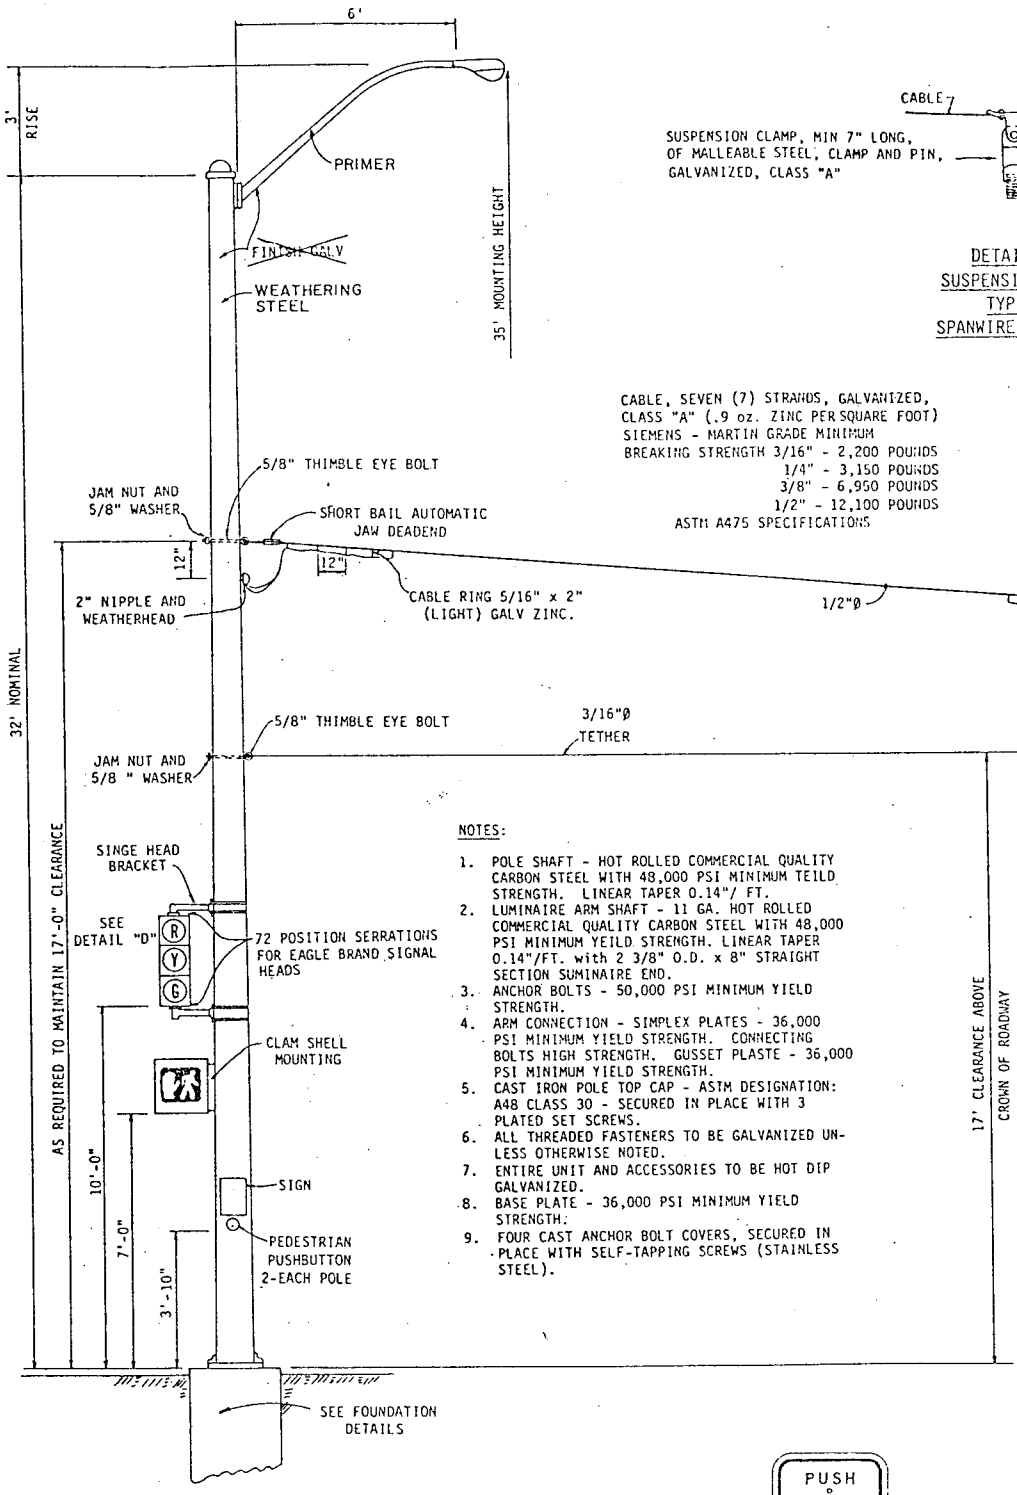 6'
3'
RISE
PRIMER
CABLE
SUSPENSION CLAMP, MIN 7" LONG,
OF MALLEABLE STEEL, CLAMP AND PIN,
GALVANIZED, CLASS "A"
FINISH GALV
WEATHERING
STEEL
35' MOUNTING HEIGHT
DETAI
SUSPENSI
TYP
SPANWIRE
CABLE, SEVEN (7) STRANDS, GALVANIZED,
CLASS "A" (.9 oz. ZINC PER SQUARE FOOT)
SIEMENS - MARTIN GRADE MINIMUM
BREAKING STRENGTH 3/16" - 2,200 POUNDS
1/4" - 3,150 POUNDS
3/8" - 6,950 POUNDS
1/2" - 12,100 POUNDS
ASTM A475 SPECIFICATIONS
5/8" THIMBLE EYE BOLT
JAM NUT AND
5/8" WASHER
SHORT BAIL AUTOMATIC
JAW DEADEND
12"
12"
2" NIPPLE AND
WEATHERHEAD
CABLE RING 5/16" x 2"
(LIGHT) GALV ZINC.
1/2"Ø
32' NOMINAL
5/8" THIMBLE EYE BOLT
3/16"Ø
TETHER
JAM NUT AND
5/8 " WASHER
AS REQUIRED TO MAINTAIN 17'-0" CLEARANCE
SINGE HEAD
BRACKET
SEE
DETAIL "D"
R
Y
G
72 POSITION SERRATIONS
FOR EAGLE BRAND SIGNAL
HEADS
CLAM SHELL
MOUNTING
10'-0"
7'-0"
3'-10"
SIGN
PEDESTRIAN
PUSHBUTTON
2-EACH POLE
SEE FOUNDATION
DETAILS
NOTES:
1. POLE SHAFT - HOT ROLLED COMMERCIAL QUALITY
CARBON STEEL WITH 48,000 PSI MINIMUM TEILD
STRENGTH. LINEAR TAPER 0.14"/ FT.
2. LUMINAIRE ARM SHAFT - 11 GA. HOT ROLLED
COMMERCIAL QUALITY CARBON STEEL WITH 48,000
PSI MINIMUM YEILD STRENGTH. LINEAR TAPER
0.14"/FT. with 2 3/8" O.D. x 8" STRAIGHT
SECTION SUMINAIRE END.
3. ANCHOR BOLTS - 50,000 PSI MINIMUM YIELD
STRENGTH.
4. ARM CONNECTION - SIMPLEX PLATES - 36,000
PSI MINIMUM YIELD STRENGTH. CONNECTING
BOLTS HIGH STRENGTH. GUSSET PLASTE - 36,000
PSI MINIMUM YIELD STRENGTH.
5. CAST IRON POLE TOP CAP - ASTM DESIGNATION:
A48 CLASS 30 - SECURED IN PLACE WITH 3
PLATED SET SCREWS.
6. ALL THREADED FASTENERS TO BE GALVANIZED UN-
LESS OTHERWISE NOTED.
7. ENTIRE UNIT AND ACCESSORIES TO BE HOT DIP
GALVANIZED.
8. BASE PLATE - 36,000 PSI MINIMUM YIELD
STRENGTH.
9. FOUR CAST ANCHOR BOLT COVERS, SECURED IN
PLACE WITH SELF-TAPPING SCREWS (STAINLESS
STEEL).
17' CLEARANCE ABOVE
CROWN OF ROADWAY
PUSH